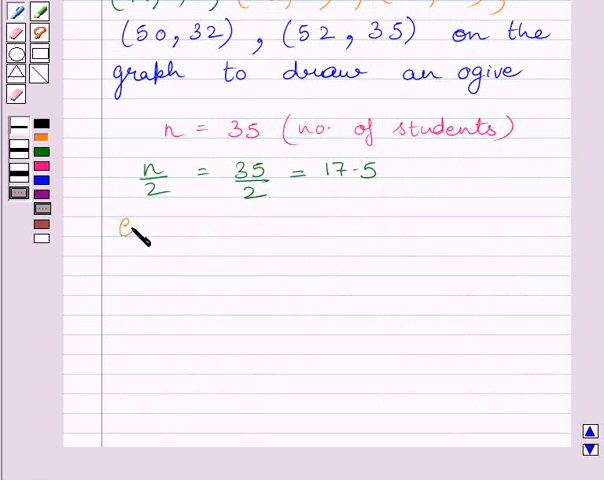 (50, 32), (52, 35) on the
graph to draw an ogive
n = 35 (no. of students)
n/2 = 35/2 = 17.5